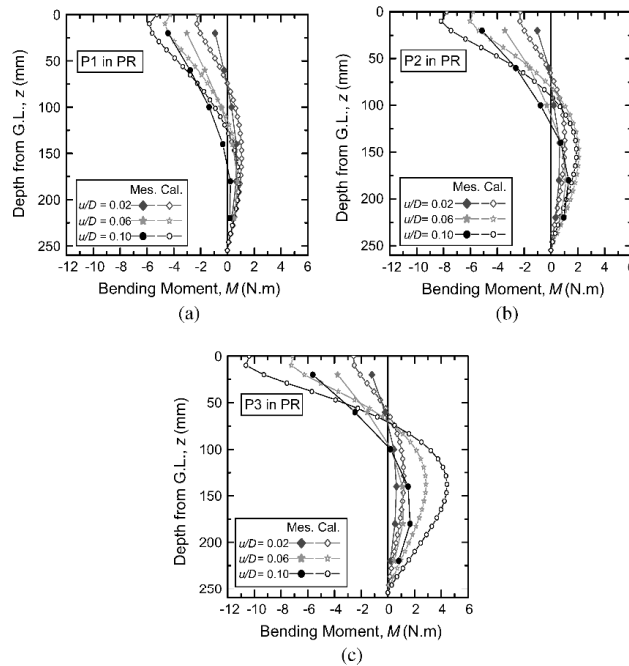 0
50
100
150
200
250
Depth from G.L., z (mm)
P1 in PR
Mes. Cal.
u/D = 0.02
u/D = 0.06
u/D = 0.10
-12 -10 -8 -6 -4 -2 0 2 4 6
Bending Moment, M (N.m)
(a)
0
50
100
150
200
250
Depth from G.L., z (mm)
P2 in PR
Mes. Cal.
u/D= 0.02
u/D= 0.06
u/D= 0.10
-12 -10 -8 -6 -4 -2 0 2 4 6
Bending Moment, M (N.m)
(b)
0
50
100
150
200
250
Depth from G.L., z (mm)
P3 in PR
Mes. Cal.
u/D= 0.02
u/D= 0.06
u/D= 0.10
-12 -10 -8 -6 -4 -2 0 2 4 6
Bending Moment, M (N.m)
(c)